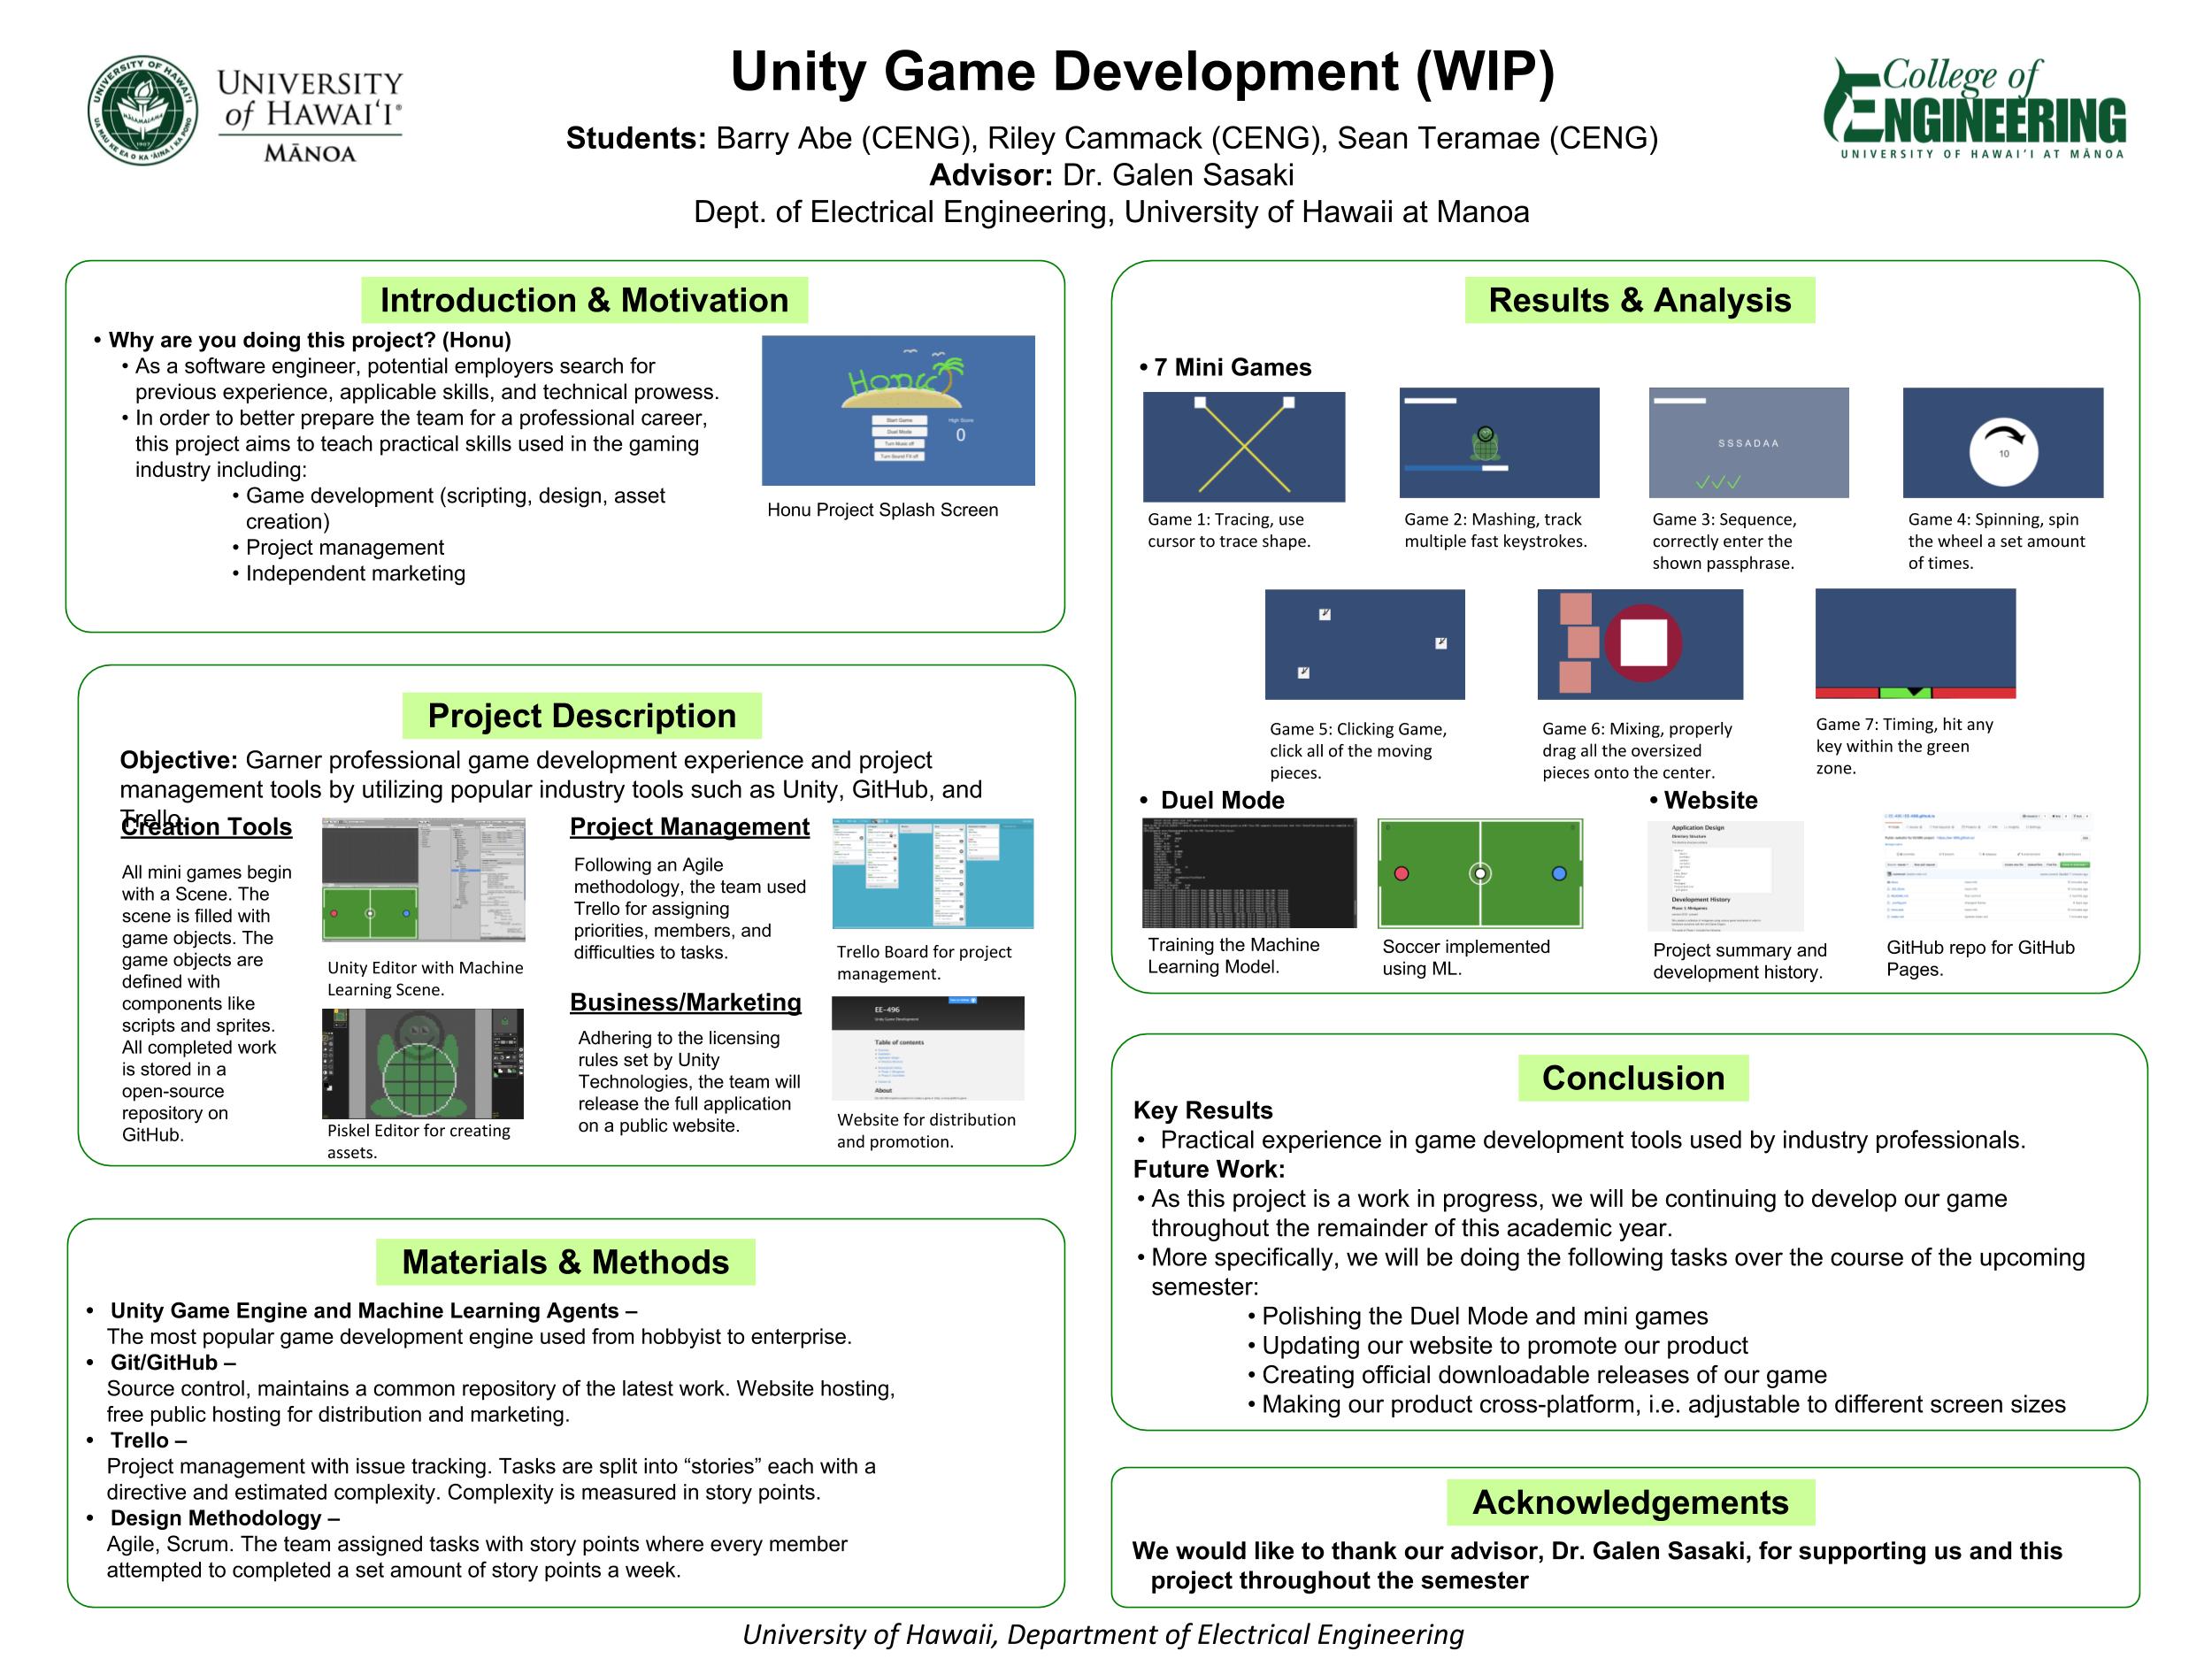 UNIVERSITY
of HAWAI‘I®
MĀNOA
UNIVERSITY OF HAWAI‘I
UA MAU KE EA O KA ‘ĀINA I KA PONO
1907
Unity Game Development (WIP)
Students: Barry Abe (CENG), Riley Cammack (CENG), Sean Teramae (CENG)
Advisor: Dr. Galen Sasaki
Dept. of Electrical Engineering, University of Hawaii at Manoa
College of
ENGINEERING
UNIVERSITY OF HAWAI‘I AT MĀNOA
Introduction & Motivation
• Why are you doing this project? (Honu)
• As a software engineer, potential employers search for
previous experience, applicable skills, and technical prowess.
• In order to better prepare the team for a professional career,
this project aims to teach practical skills used in the gaming
industry including:
• Game development (scripting, design, asset
creation)
• Project management
• Independent marketing
Honu
Start Game
Duel Mode
Turn Music off
Turn Sound FX off
High Score
0
Honu Project Splash Screen
Project Description
Objective: Garner professional game development experience and project
management tools by utilizing popular industry tools such as Unity, GitHub, and
Trello.
Creation Tools
All mini games begin
with a Scene. The
scene is filled with
game objects. The
game objects are
defined with
components like
scripts and sprites.
All completed work
is stored in a
open-source
repository on
GitHub.
Unity Editor with Machine
Learning Scene.
Piskel Editor for creating
assets.
Project Management
Following an Agile
methodology, the team used
Trello for assigning
priorities, members, and
difficulties to tasks.
Trello Board for project
management.
Business/Marketing
Adhering to the licensing
rules set by Unity
Technologies, the team will
release the full application
on a public website.
EE-496
Unity Game Development
Table of contents
About
Website for distribution
and promotion.
Materials & Methods
• Unity Game Engine and Machine Learning Agents –
The most popular game development engine used from hobbyist to enterprise.
• Git/GitHub –
Source control, maintains a common repository of the latest work. Website hosting,
free public hosting for distribution and marketing.
• Trello –
Project management with issue tracking. Tasks are split into “stories” each with a
directive and estimated complexity. Complexity is measured in story points.
• Design Methodology –
Agile, Scrum. The team assigned tasks with story points where every member
attempted to completed a set amount of story points a week.
Results & Analysis
• 7 Mini Games
SSSADAA
10
Game 1: Tracing, use
cursor to trace shape.
Game 2: Mashing, track
multiple fast keystrokes.
Game 3: Sequence,
correctly enter the
shown passphrase.
Game 4: Spinning, spin
the wheel a set amount
of times.
Game 5: Clicking Game,
click all of the moving
pieces.
Game 6: Mixing, properly
drag all the oversized
pieces onto the center.
Game 7: Timing, hit any
key within the green
zone.
• Duel Mode
Training the Machine
Learning Model.
Soccer implemented
using ML.
• Website
Application Design
Directory Structure
Development History
Phase 1: Minigames
Project summary and
development history.
GitHub repo for GitHub
Pages.
Conclusion
Key Results
• Practical experience in game development tools used by industry professionals.
Future Work:
• As this project is a work in progress, we will be continuing to develop our game
throughout the remainder of this academic year.
• More specifically, we will be doing the following tasks over the course of the upcoming
semester:
• Polishing the Duel Mode and mini games
• Updating our website to promote our product
• Creating official downloadable releases of our game
• Making our product cross-platform, i.e. adjustable to different screen sizes
Acknowledgements
We would like to thank our advisor, Dr. Galen Sasaki, for supporting us and this
project throughout the semester
University of Hawaii, Department of Electrical Engineering